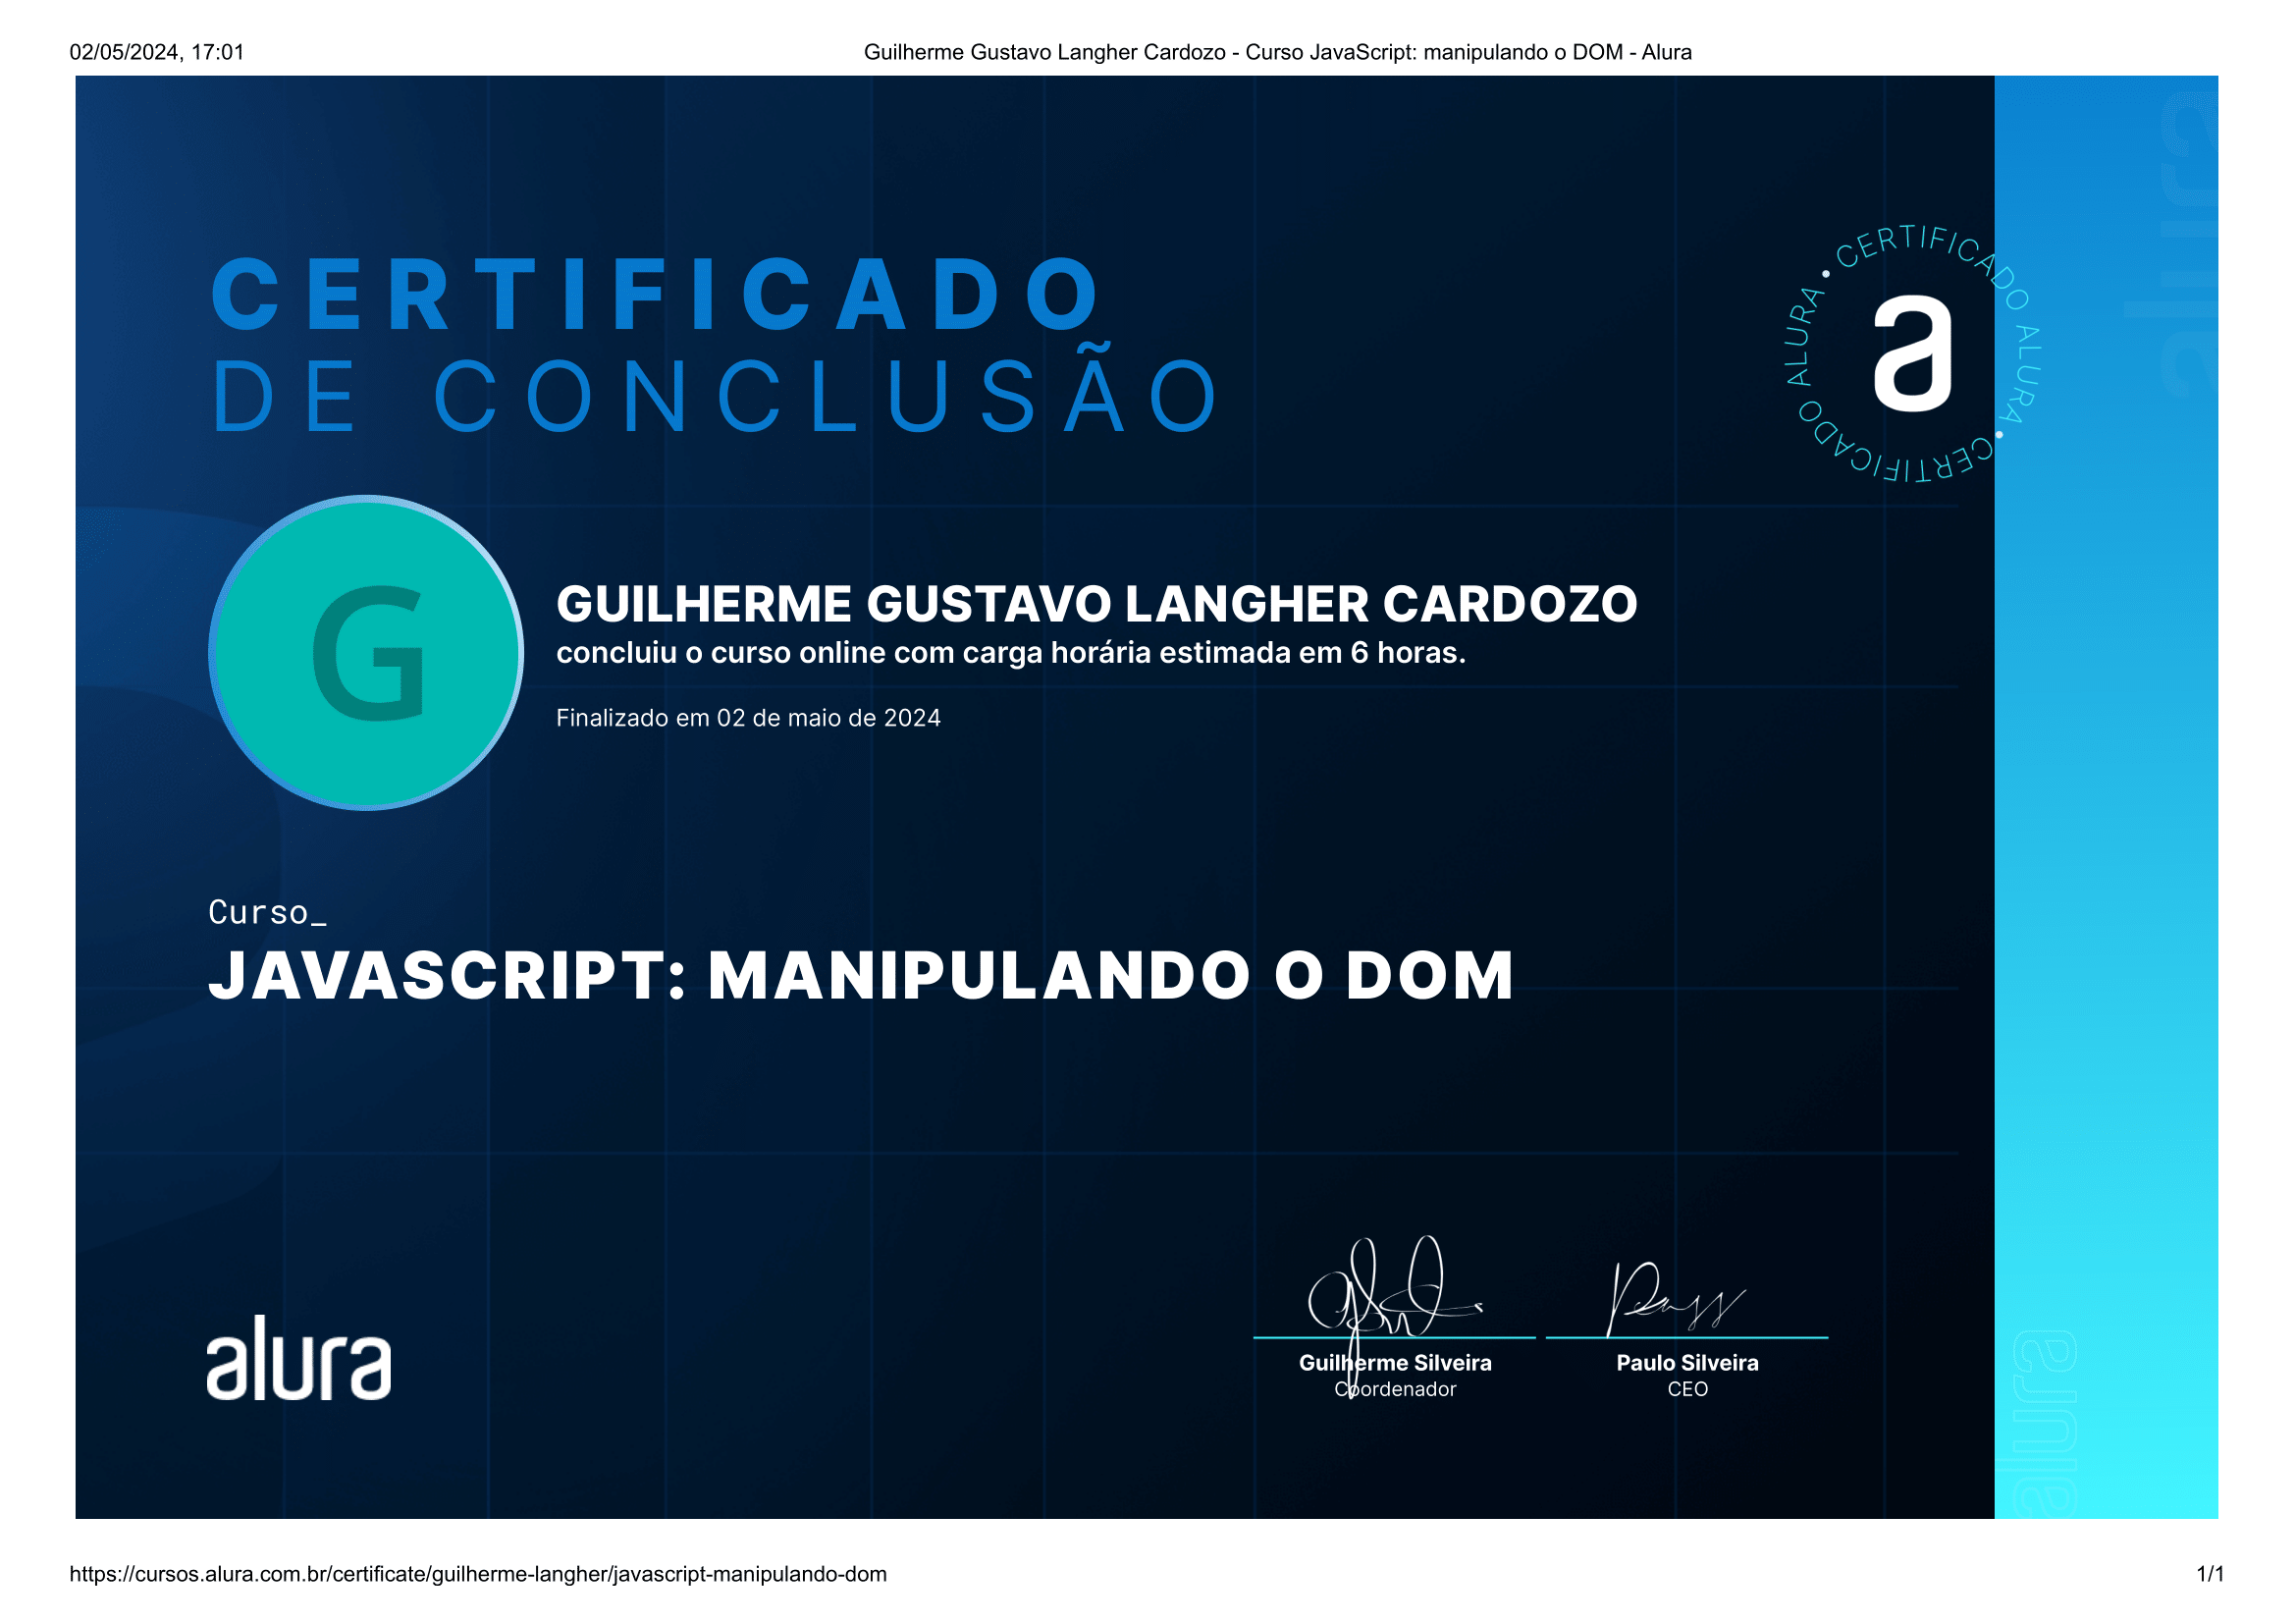 02/05/2024, 17:01
Guilherme Gustavo Langher Cardozo - Curso JavaScript: manipulando o DOM - Alura
alura
CERTIFICADO
DE CONCLUSÃO
• CERTIFICADO ALURA • CERTIFICADO ALURA
a
G
GUILHERME GUSTAVO LANGHER CARDOZO
concluiu o curso online com carga horária estimada em 6 horas.
Finalizado em 02 de maio de 2024
Curso_
JAVASCRIPT: MANIPULANDO O DOM
alura
Guilherme Silveira
Coordenador
Paulo Silveira
CEO
alura
alura
https://cursos.alura.com.br/certificate/guilherme-langher/javascript-manipulando-dom
1/1